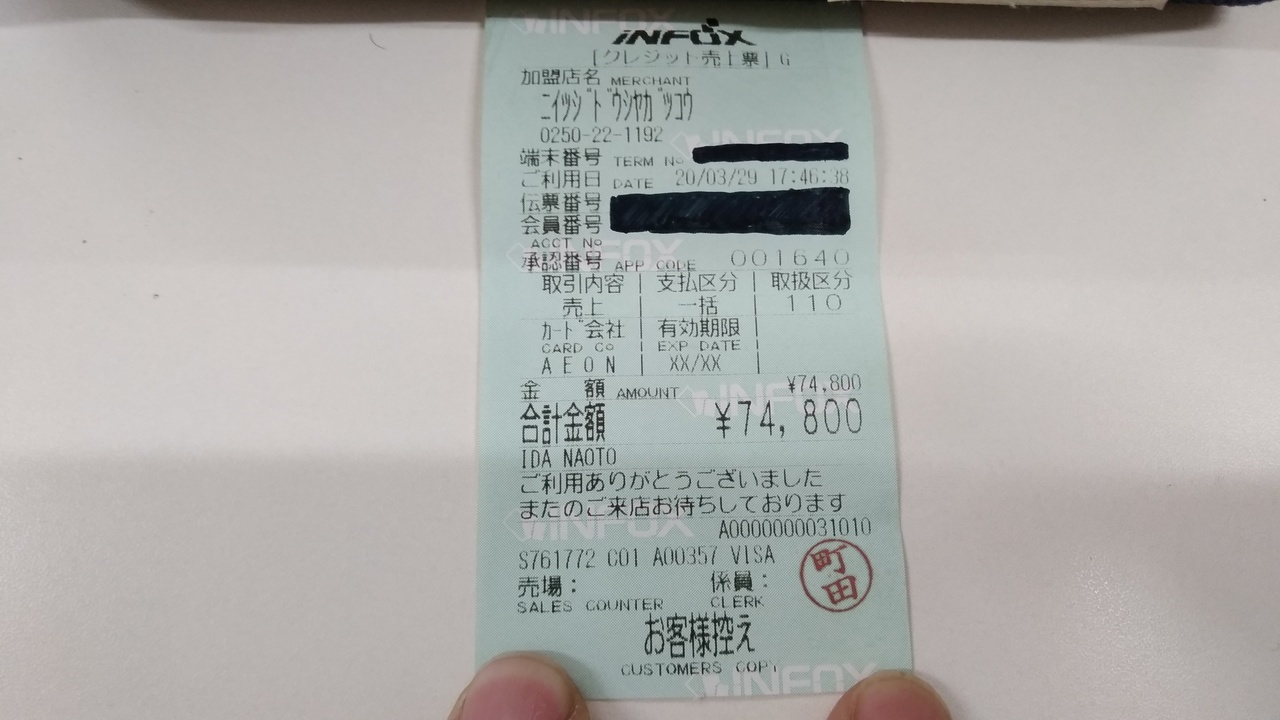 INFOX
[クレジット売上票] G
加盟店名 MERCHANT
ニイツジドウシヤガツコウ
0250-22-1192
端末番号 TERM No
ご利用日 DATE 20/03/29 17:46:38
伝票番号
会員番号
ACCT No
承認番号 APP CODE 001640
取引内容 | 支払区分 | 取扱区分
売上 | 一括 | 110
カード会社 | 有効期限 |
CARD Co | EXP DATE |
AEON | XX/XX |
金 額 AMOUNT ¥74,800
合計金額 ¥74,800
IDA NAOTO
ご利用ありがとうございました
またのご来店お待ちしております
A0000000031010
S761772 C01 A00357 VISA
売場: 係員:
SALES COUNTER CLERK
町田
お客様控え
CUSTOMERS COPY